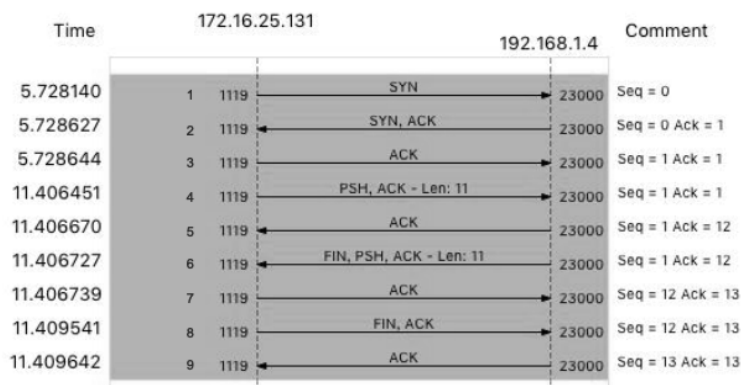 Time 172.16.25.131 192.168.1.4 Comment
5.728140 1 1119 SYN 23000 Seq = 0
5.728627 2 1119 SYN, ACK 23000 Seq = 0 Ack = 1
5.728644 3 1119 ACK 23000 Seq = 1 Ack = 1
11.406451 4 1119 PSH, ACK - Len: 11 23000 Seq = 1 Ack = 1
11.406670 5 1119 ACK 23000 Seq = 1 Ack = 12
11.406727 6 1119 FIN, PSH, ACK - Len: 11 23000 Seq = 1 Ack = 12
11.406739 7 1119 ACK 23000 Seq = 12 Ack = 13
11.409541 8 1119 FIN, ACK 23000 Seq = 12 Ack = 13
11.409642 9 1119 ACK 23000 Seq = 13 Ack = 13